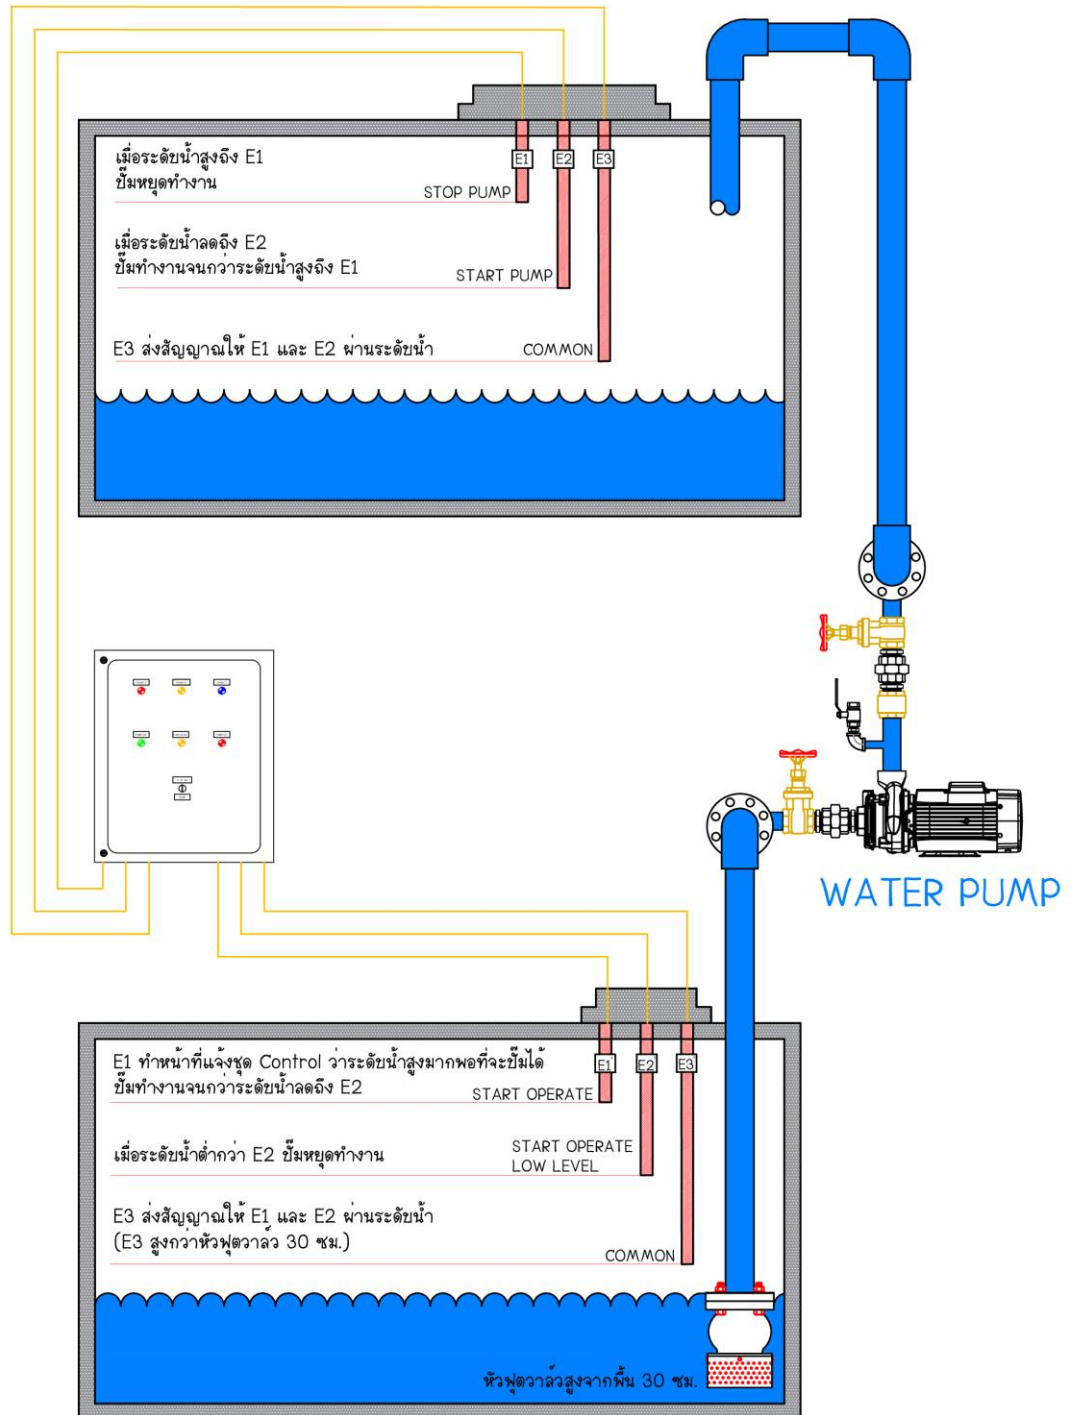 เมื่อระดับน้ำสูงถึง E1
ปั๊มหยุดทำงาน
STOP PUMP
E1
E2
E3
เมื่อระดับน้ำลดถึง E2
ปั๊มทำงานจนกว่าระดับน้ำสูงถึง E1
START PUMP
E3 ส่งสัญญาณให้ E1 และ E2 ผ่านระดับน้ำ
COMMON
WATER PUMP
E1 ทำหน้าที่แจ้งชุด Control ว่าระดับน้ำสูงมากพอที่จะปั๊มได้
ปั๊มทำงานจนกว่าระดับน้ำลดถึง E2
START OPERATE
E1
E2
E3
เมื่อระดับน้ำต่ำกว่า E2 ปั๊มหยุดทำงาน
START OPERATE
LOW LEVEL
E3 ส่งสัญญาณให้ E1 และ E2 ผ่านระดับน้ำ
(E3 สูงกว่าหัวฟุตวาล์ว 30 ซม.)
COMMON
หัวฟุตวาล์วสูงจากพื้น 30 ซม.